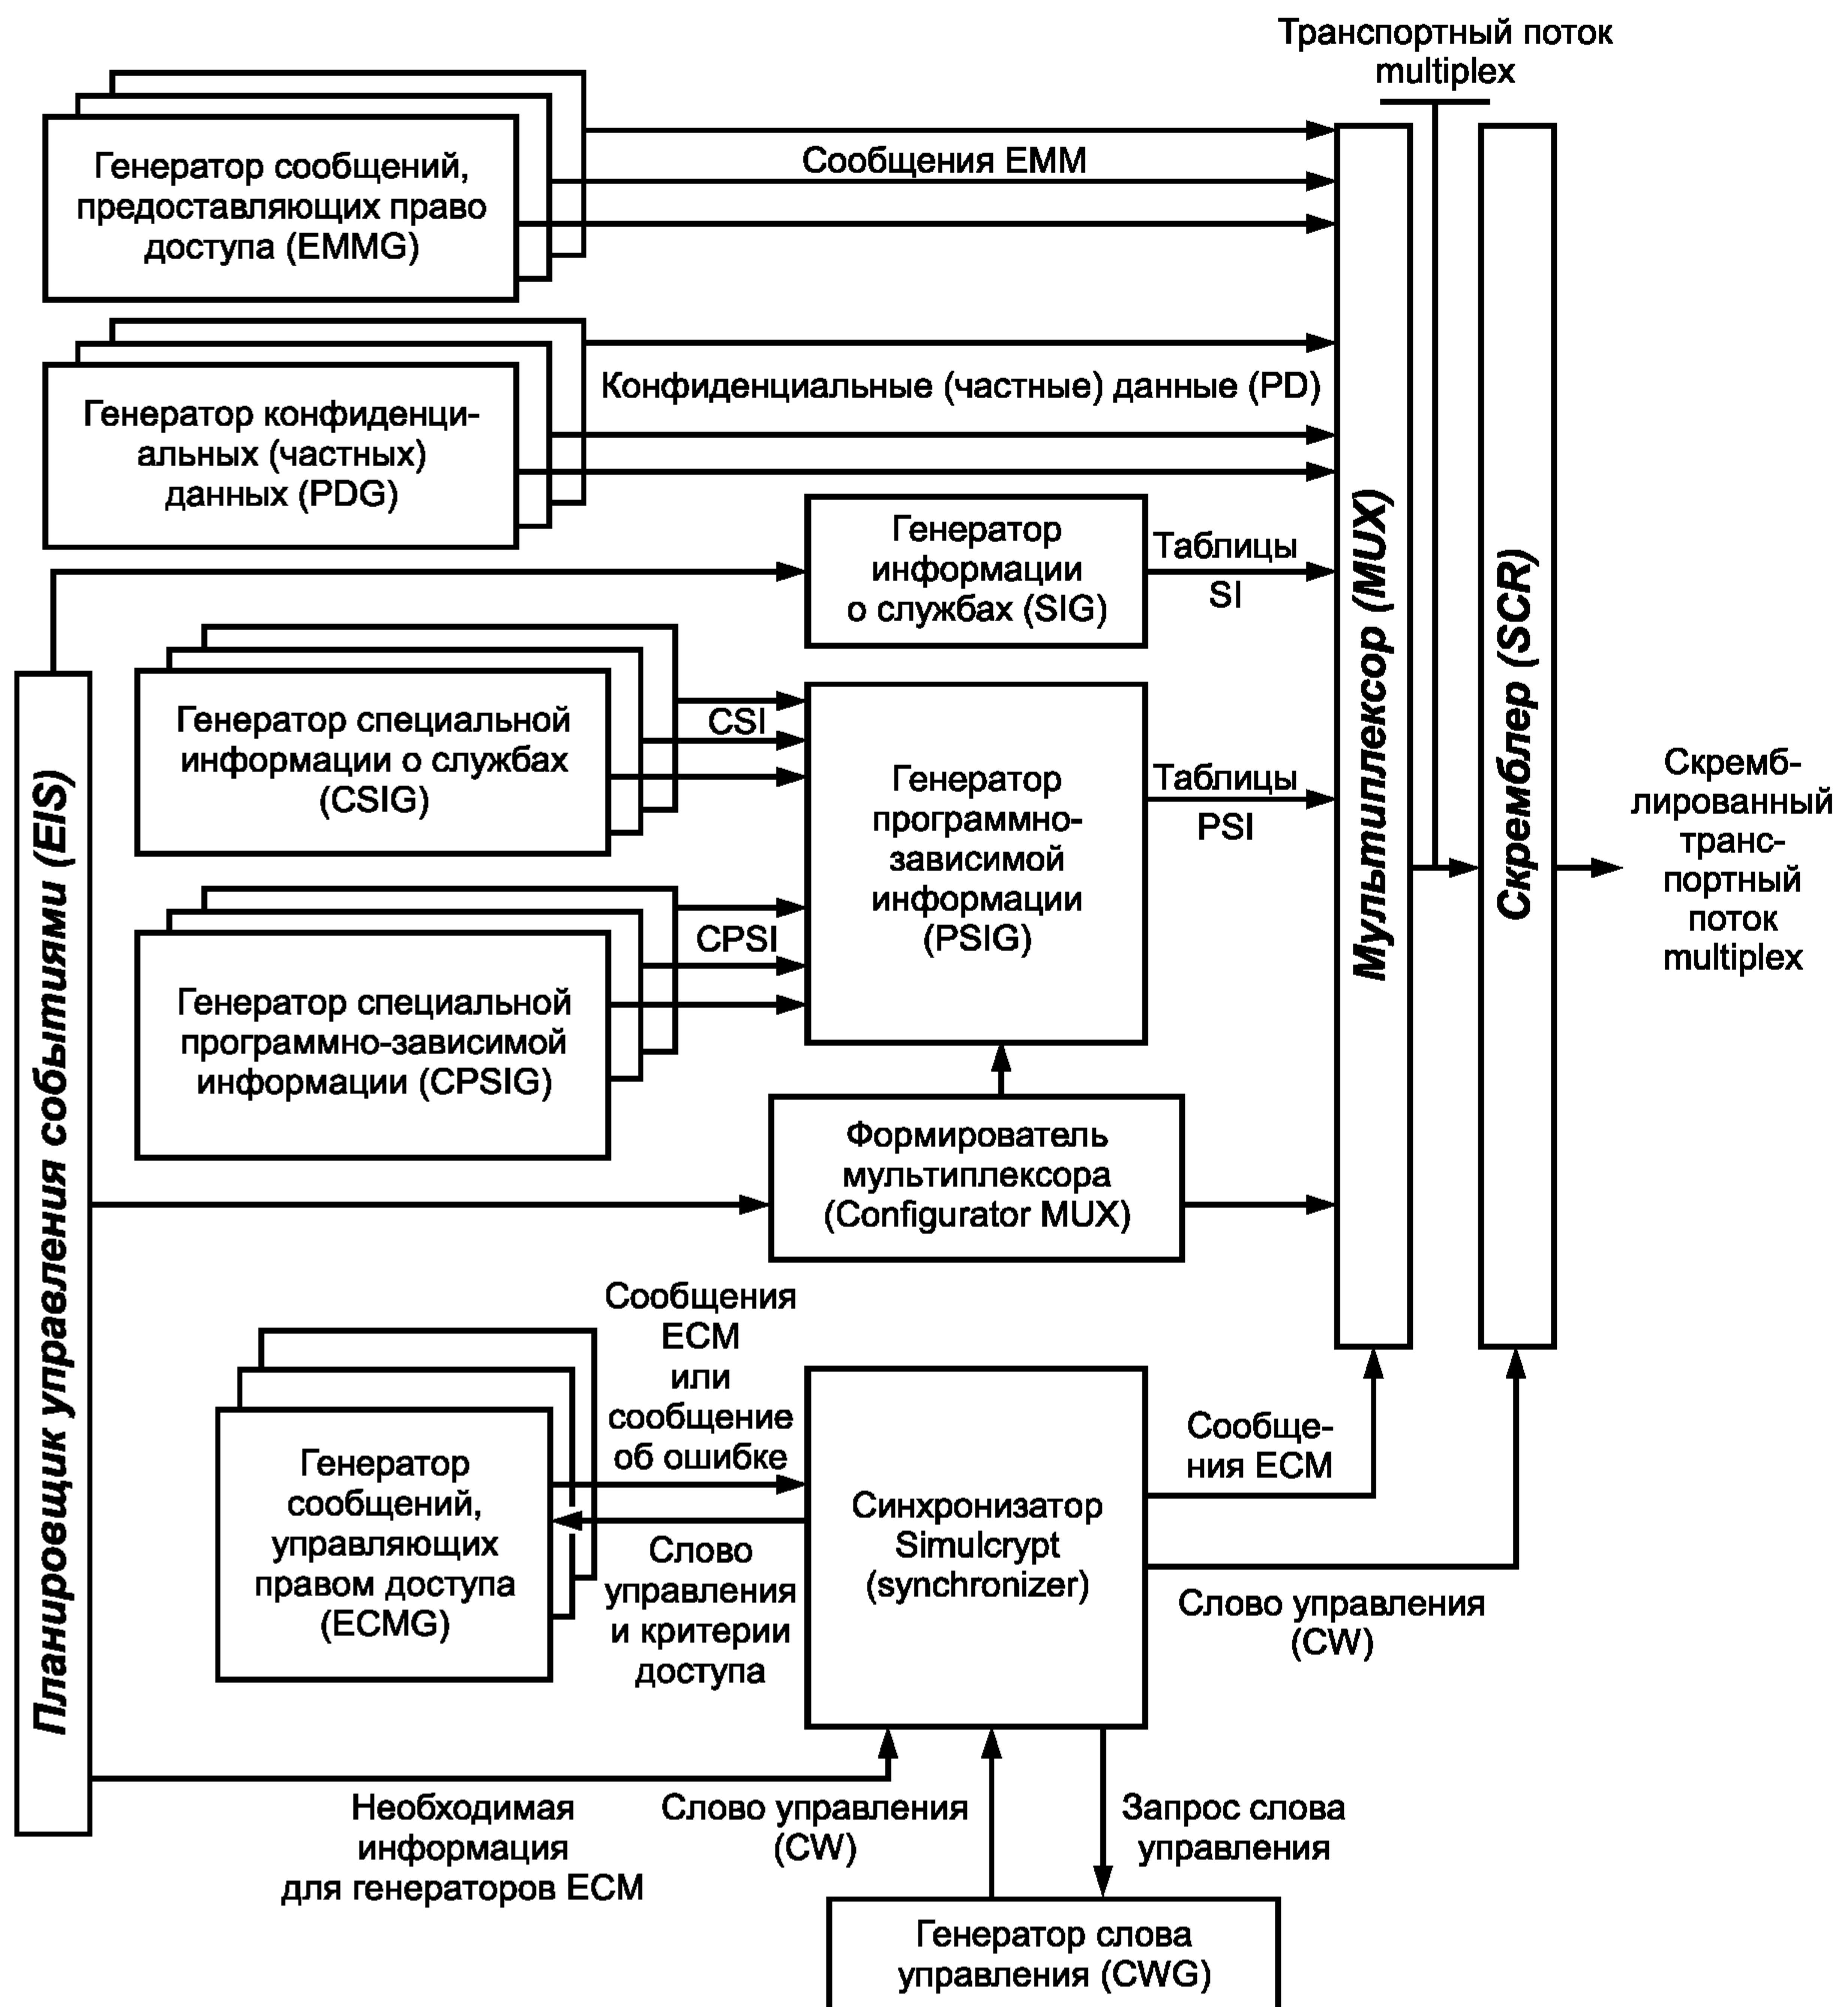 Транспортный поток
multiplex
Генератор сообщений,
предоставляющих право
доступа (EMMG)
Сообщения EMM
Генератор конфиденци-
альных (частных)
данных (PDG)
Конфиденциальные (частные) данные (PD)
Генератор
информации
о службах (SIG)
Таблицы
SI
Генератор специальной
информации о службах
(CSIG)
CSI
Генератор
программно-
зависимой
информации
(PSIG)
Таблицы
PSI
Генератор специальной
программно-зависимой
информации (CPSIG)
CPSI
Формирователь
мультиплексора
(Configurator MUX)
Планировщик управления событиями (EIS)
Мультиплексор (MUX)
Скремблер (SCR)
Скремб-
лированный
транс-
портный
поток
multiplex
Генератор
сообщений,
управляющих
правом доступа
(ECMG)
Сообщения
ECM
или
сообщение
об ошибке
Слово
управления
и критерии
доступа
Синхронизатор
Simulcrypt
(synchronizer)
Сообще-
ния ECM
Слово управления
(CW)
Необходимая
информация
для генераторов ECM
Слово управления
(CW)
Запрос слова
управления
Генератор слова
управления (CWG)